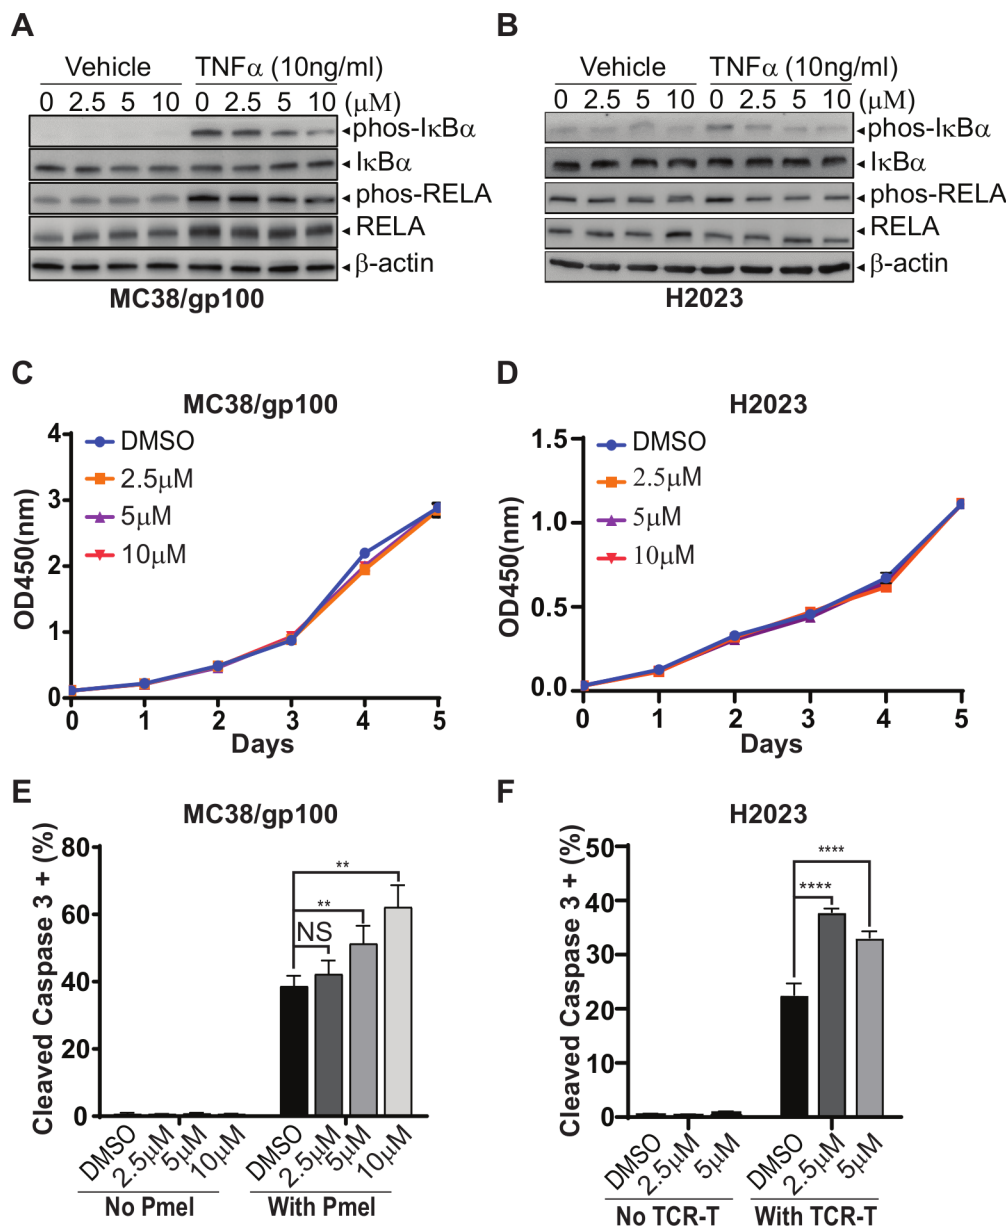 A
Vehicle TNFα (10ng/ml)
0 2.5 5 10 0 2.5 5 10 (μM)
phos-IκBα
IκBα
phos-RELA
RELA
β-actin
MC38/gp100
B
Vehicle TNFα (10ng/ml)
0 2.5 5 10 0 2.5 5 10 (μM)
phos-IκBα
IκBα
phos-RELA
RELA
β-actin
H2023
C
MC38/gp100
DMSO
2.5μM
5μM
10μM
OD450(nm)
4
3
2
1
0
0 1 2 3 4 5
Days
D
H2023
DMSO
2.5μM
5μM
10μM
OD450(nm)
1.5
1.0
0.5
0.0
0 1 2 3 4 5
Days
E
MC38/gp100
Cleaved Caspase 3 + (%)
80
60
40
20
0
**
**
NS
DMSO 2.5μM 5μM 10μM DMSO 2.5μM 5μM 10μM
No Pmel With Pmel
F
H2023
Cleaved Caspase 3 + (%)
50
40
30
20
10
0
****
****
DMSO 2.5μM 5μM DMSO 2.5μM 5μM
No TCR-T With TCR-T